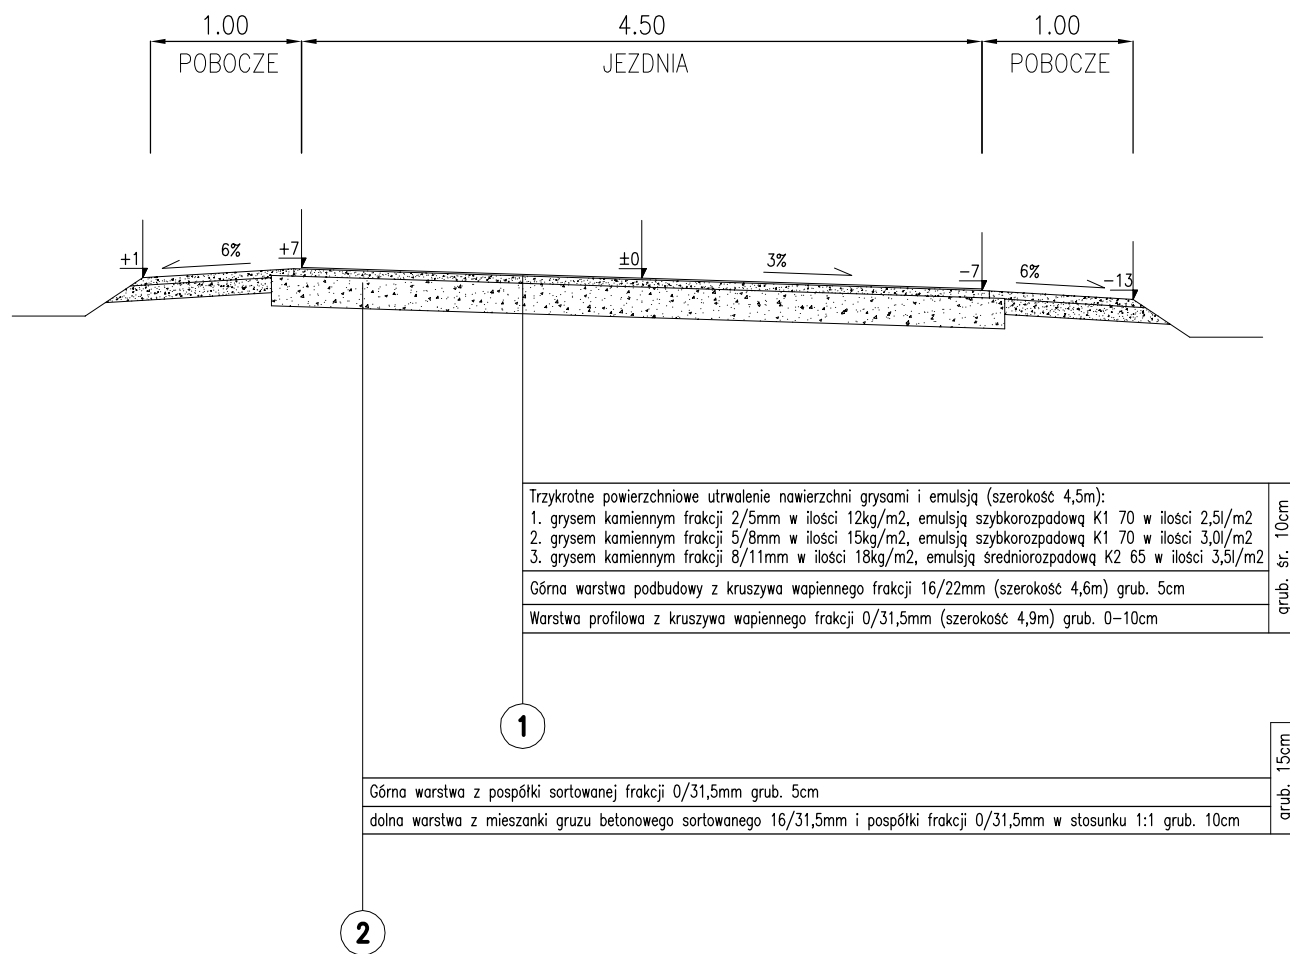 1.00 4.50 1.00
POBOCZE JEZDNIA POBOCZE
+1 6% +7 ±0 3% -7 6% -13
Trzykrotne powierzchniowe utrwalenie nawierzchni grysami i emulsją (szerokość 4,5m):
1. grysem kamiennym frakcji 2/5mm w ilości 12kg/m2, emulsją szybkorozpadową K1 70 w ilości 2,5l/m2
2. grysem kamiennym frakcji 5/8mm w ilości 15kg/m2, emulsją szybkorozpadową K1 70 w ilości 3,0l/m2
3. grysem kamiennym frakcji 8/11mm w ilości 18kg/m2, emulsją średniorozpadową K2 65 w ilości 3,5l/m2
Górna warstwa podbudowy z kruszywa wapiennego frakcji 16/22mm (szerokość 4,6m) grub. 5cm
Warstwa profilowa z kruszywa wapiennego frakcji 0/31,5mm (szerokość 4,9m) grub. 0-10cm
grub. śr. 10cm
1
Górna warstwa z pospółki sortowanej frakcji 0/31,5mm grub. 5cm
dolna warstwa z mieszanki gruzu betonowego sortowanego 16/31,5mm i pospółki frakcji 0/31,5mm w stosunku 1:1 grub. 10cm
grub. 15cm
2